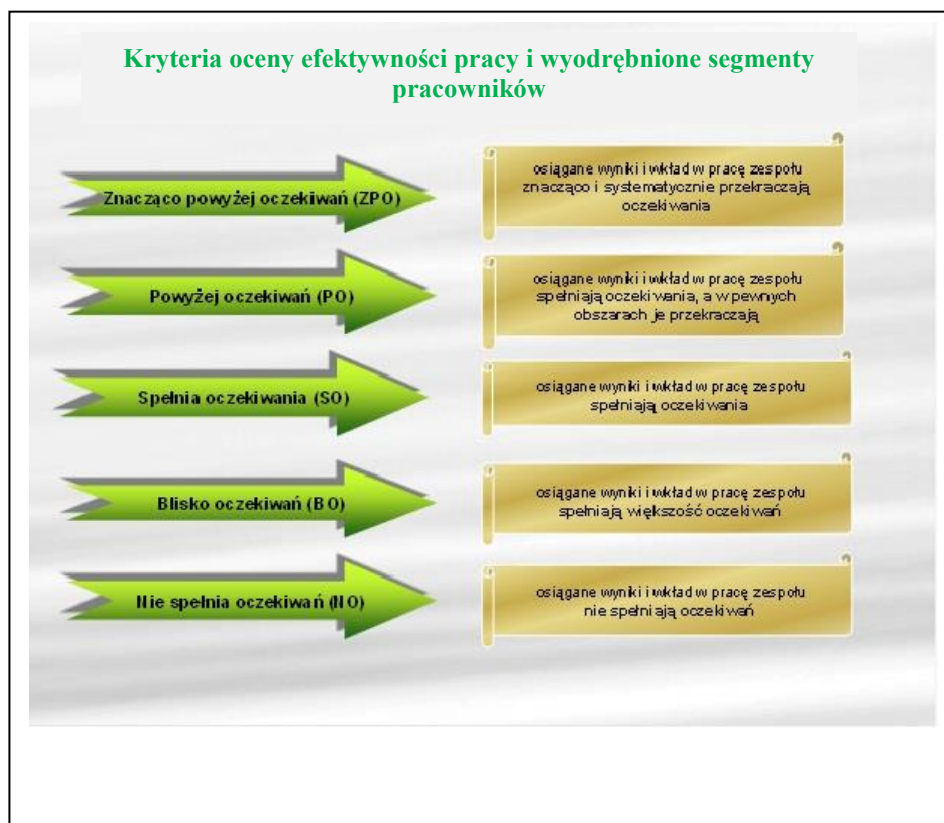 Kryteria oceny efektywności pracy i wyodrębnione segmenty
pracowników
Znacząco powyżej oczekiwań (ZPO)
osiągane wyniki i wkład w pracę zespołu
znacząco i systematycznie przekraczają
oczekiwania
Powyżej oczekiwań (PO)
osiągane wyniki i wkład w pracę zespołu
spełniają oczekiwania, a w pewnych
obszarach je przekraczają
Spełnia oczekiwania (SO)
osiągane wyniki i wkład w pracę zespołu
spełniają oczekiwania
Blisko oczekiwań (BO)
osiągane wyniki i wkład w pracę zespołu
spełniają większość oczekiwań
Nie spełnia oczekiwań (NO)
osiągane wyniki i wkład w pracę zespołu
nie spełniają oczekiwań